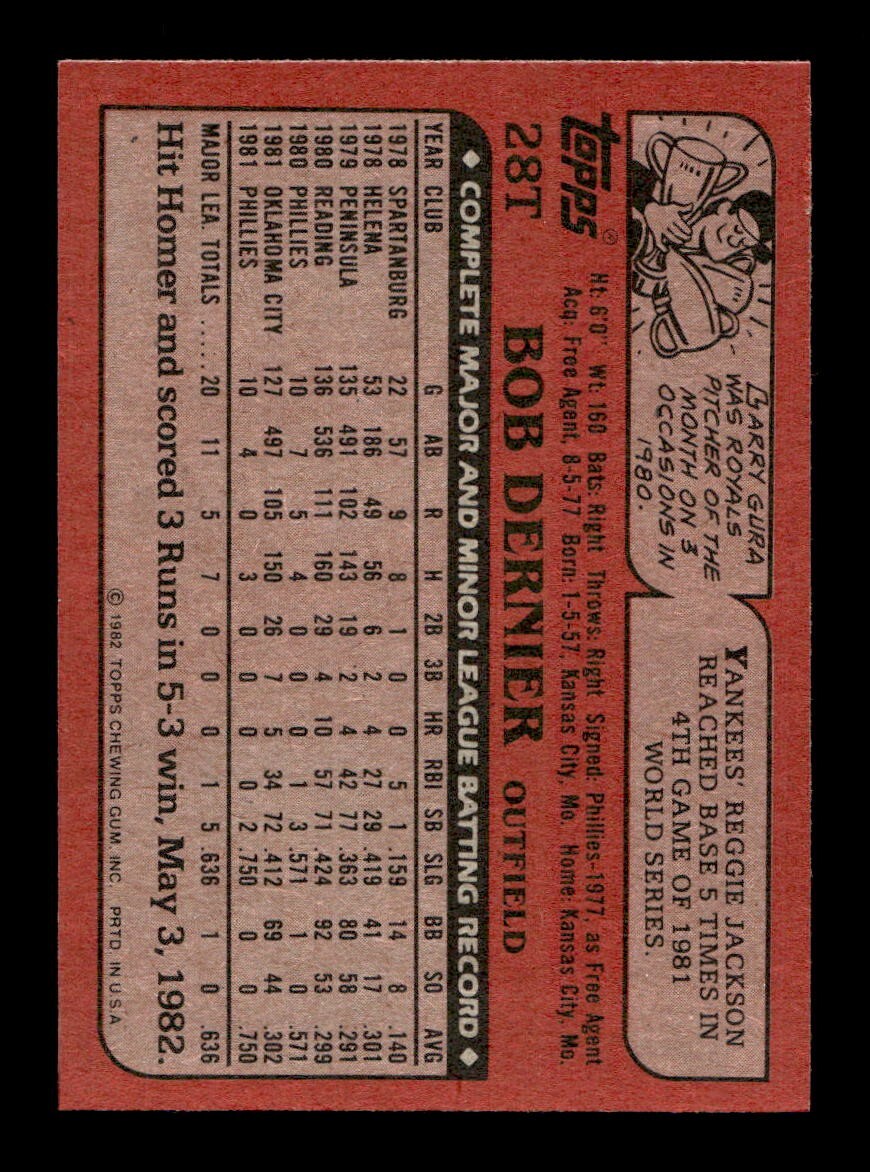 LARRY GURA
WAS ROYALS
PITCHER OF THE
MONTH ON 3
OCCASIONS IN
1980.
YANKEES' REGGIE JACKSON
REACHED BASE 5 TIMES IN
4TH GAME OF 1981
WORLD SERIES.
topps®
Ht: 6'0" Wt: 160 Bats: Right Throws: Right Signed: Phillies-1977, as Free Agent
Acq: Free Agent, 8-5-77 Born: 1-5-57, Kansas City, Mo. Home: Kansas City, Mo.
28T BOB DERNIER OUTFIELD
◆ COMPLETE MAJOR AND MINOR LEAGUE BATTING RECORD ◆
YEAR CLUB G AB R H 2B 3B HR RBI SB SLG BB SO AVG
1978 SPARTANBURG 22 57 9 8 1 0 0 5 1 .159 14 8 .140
1978 HELENA 53 186 49 56 6 2 4 27 29 .419 41 17 .301
1979 PENINSULA 135 491 102 143 19 2 4 42 77 .363 80 58 .291
1980 READING 136 536 111 160 29 4 10 57 71 .424 92 53 .299
1980 PHILLIES 10 7 5 4 0 0 0 1 3 .571 1 0 .571
1981 OKLAHOMA CITY 127 497 105 150 26 7 5 34 72 .412 69 44 .302
1981 PHILLIES 10 4 0 3 0 0 0 0 2 .750 0 0 .750
MAJOR LEA. TOTALS ..... 20 11 5 7 0 0 0 1 5 .636 1 0 .636
Hit Homer and scored 3 Runs in 5-3 win, May 3, 1982.
© 1982 TOPPS CHEWING GUM, INC. PRTD. IN U.S.A.